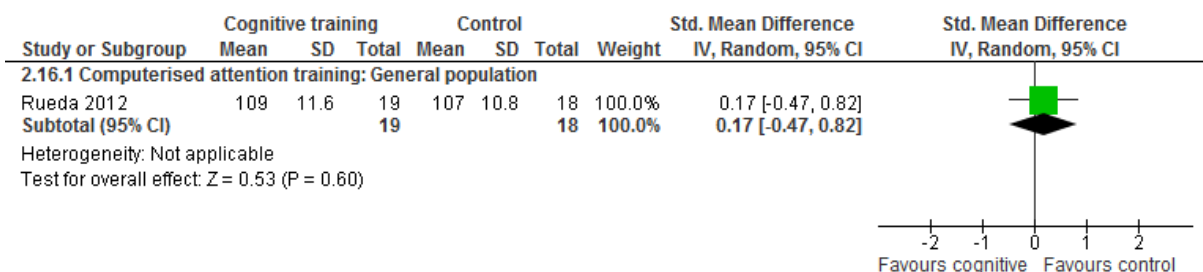 Cognitive training Control Std. Mean Difference Std. Mean Difference
Study or Subgroup Mean SD Total Mean SD Total Weight IV, Random, 95% CI IV, Random, 95% CI
2.16.1 Computerised attention training: General population
Rueda 2012 109 11.6 19 107 10.8 18 100.0% 0.17 [-0.47, 0.82]
Subtotal (95% CI) 19 18 100.0% 0.17 [-0.47, 0.82]
Heterogeneity: Not applicable
Test for overall effect: Z = 0.53 (P = 0.60)
-2 -1 0 1 2
Favours cognitive Favours control